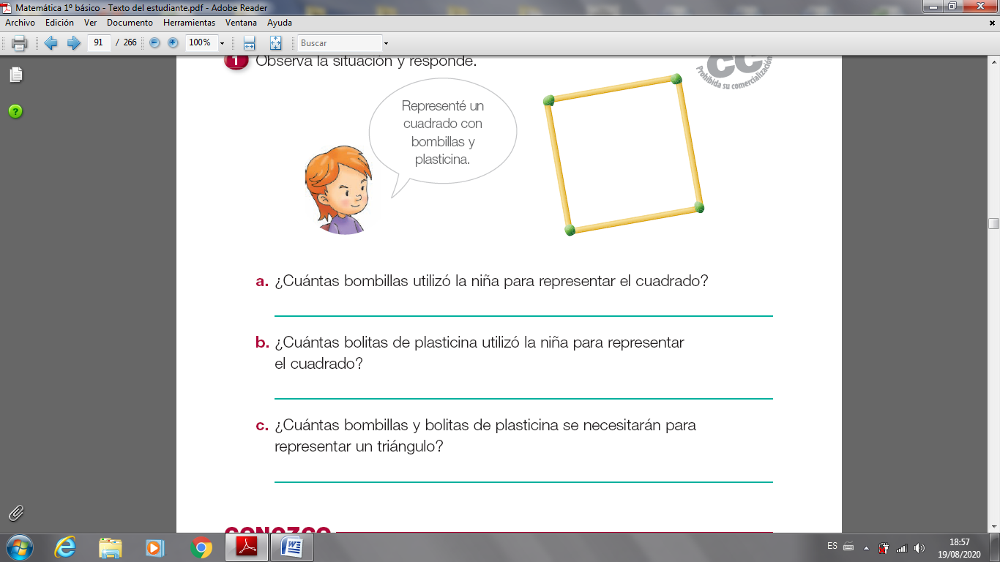 Matemática 1º básico - Texto del estudiante.pdf - Adobe Reader
Archivo Edición Ver Documento Herramientas Ventana Ayuda
91 / 266 100% Buscar
1 Observa la situación y responde.
CC
Prohibida su comercialización
Representé un
cuadrado con
bombillas y
plasticina.
a. ¿Cuántas bombillas utilizó la niña para representar el cuadrado?
b. ¿Cuántas bolitas de plasticina utilizó la niña para representar
el cuadrado?
c. ¿Cuántas bombillas y bolitas de plasticina se necesitarán para
representar un triángulo?
CONOZCO
ES 18:57
19/08/2020